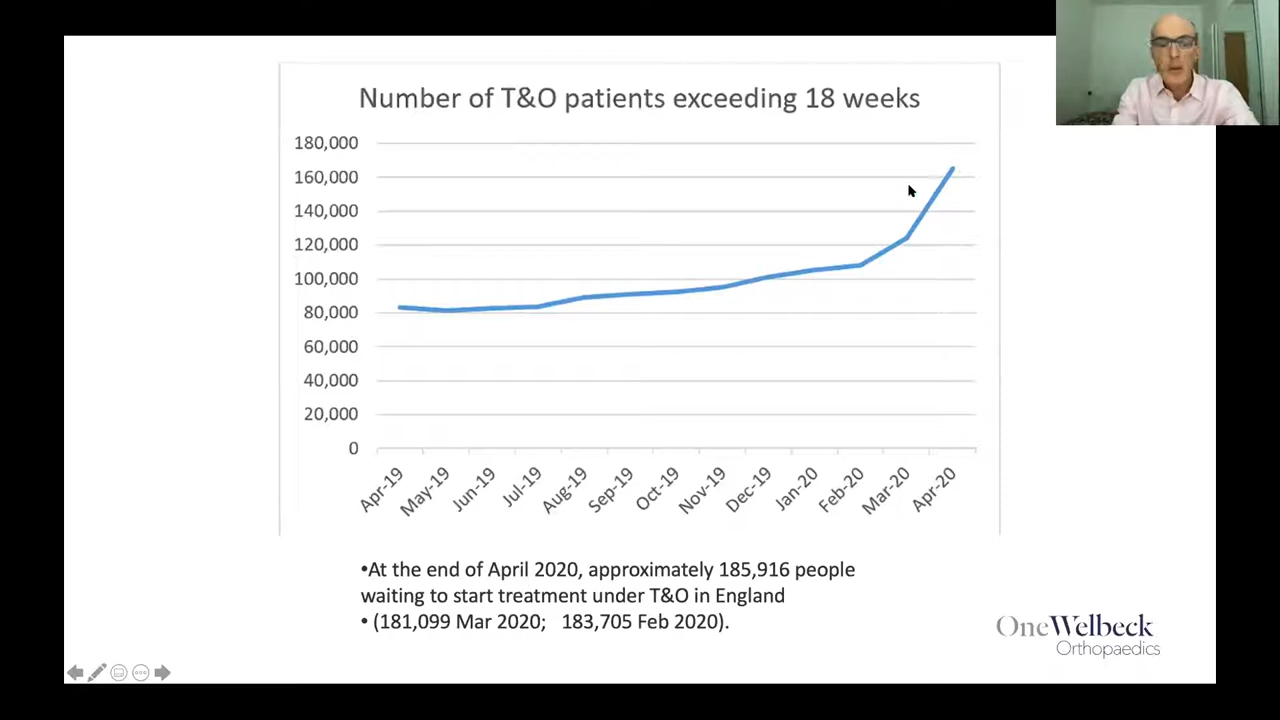 Number of T&O patients exceeding 18 weeks
180,000
160,000
140,000
120,000
100,000
80,000
60,000
40,000
20,000
0
Apr-19
May-19
Jun-19
Jul-19
Aug-19
Sep-19
Oct-19
Nov-19
Dec-19
Jan-20
Feb-20
Mar-20
Apr-20
•At the end of April 2020, approximately 185,916 people
waiting to start treatment under T&O in England
• (181,099 Mar 2020; 183,705 Feb 2020).
OneWelbeck
Orthopaedics